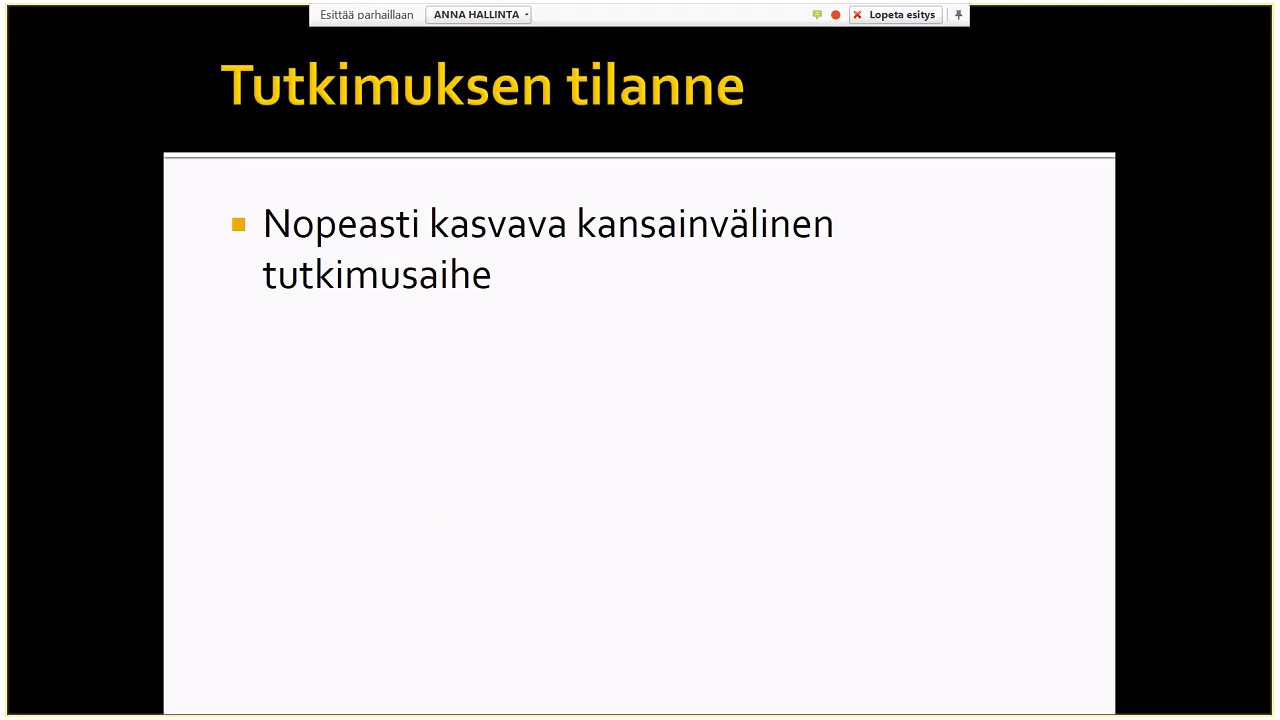 Esittää parhaillaan ANNA HALLINTA Lopeta esitys
Tutkimuksen tilanne
Nopeasti kasvava kansainvälinen
tutkimusaihe